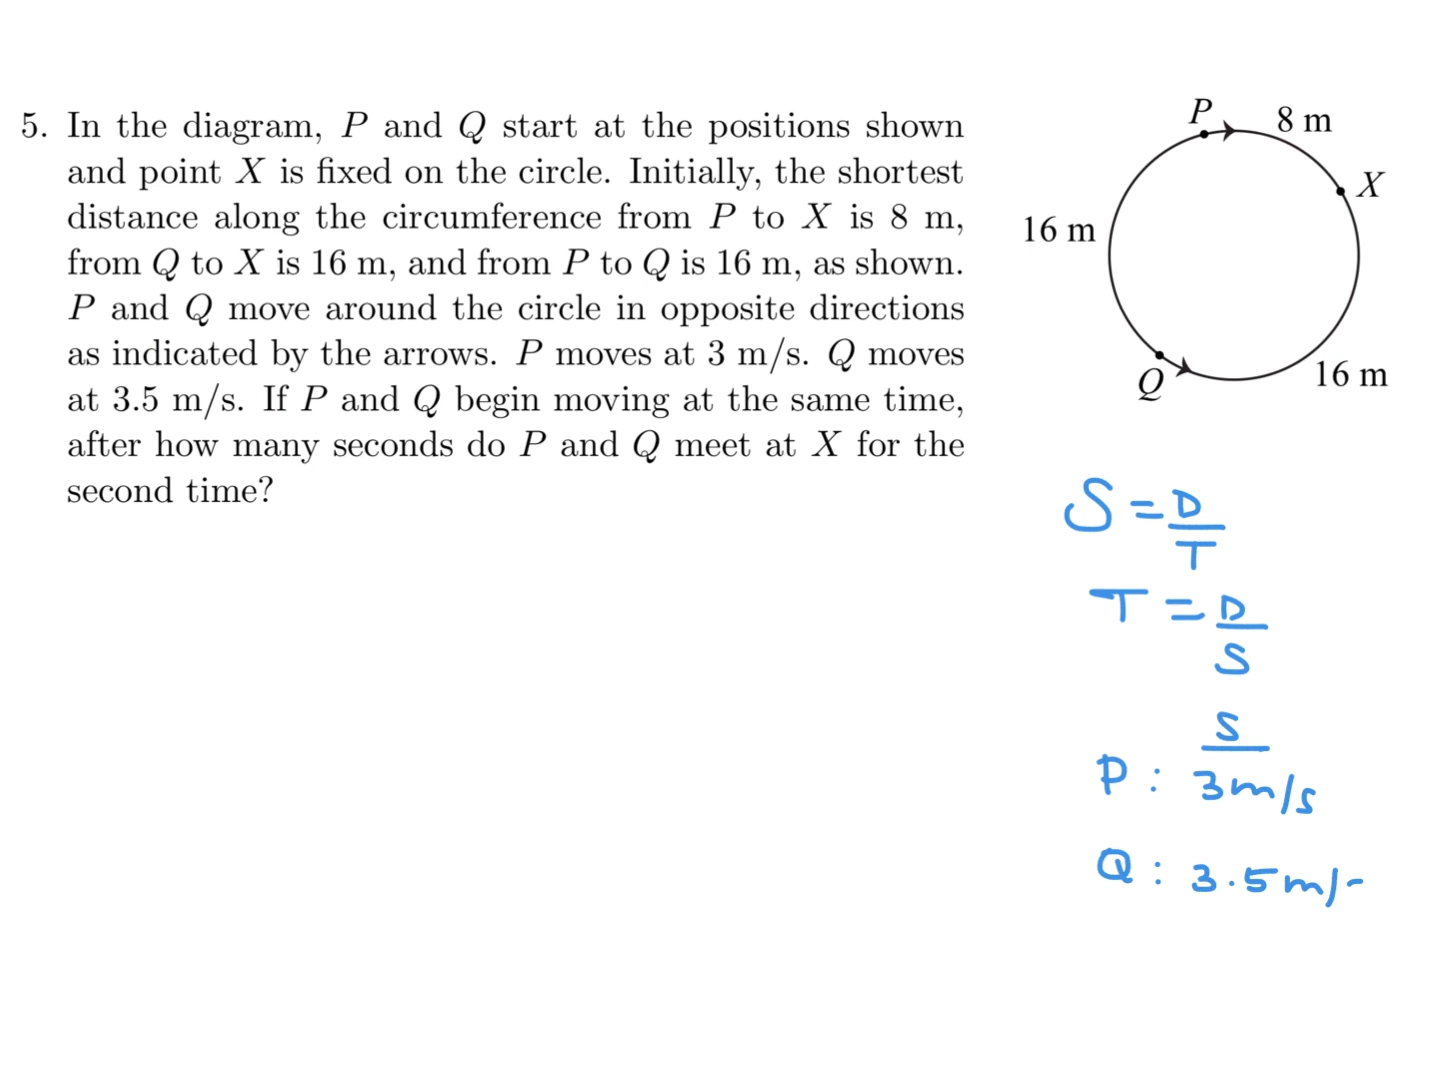 5. In the diagram, P and Q start at the positions shown
and point X is fixed on the circle. Initially, the shortest
distance along the circumference from P to X is 8 m,
from Q to X is 16 m, and from P to Q is 16 m, as shown.
P and Q move around the circle in opposite directions
as indicated by the arrows. P moves at 3 m/s. Q moves
at 3.5 m/s. If P and Q begin moving at the same time,
after how many seconds do P and Q meet at X for the
second time?
P
8 m
X
16 m
Q
16 m
S = D/T
T = D/S
S
P : 3m/s
Q : 3.5m/